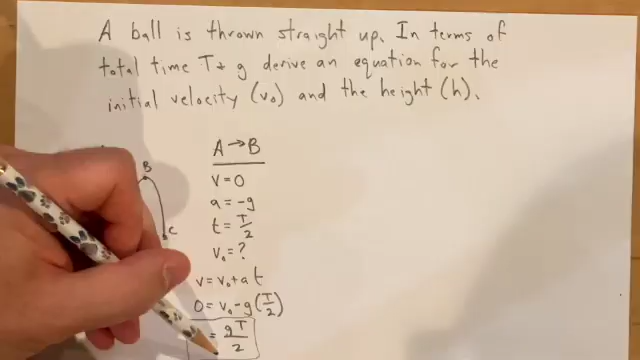 A ball is thrown straight up. In terms of
total time T & g derive an equation for the
initial velocity (v₀) and the height (h).
A→B
B
v=0
a=-g
C
t=T/2
v₀=?
v=v₀+at
0=v₀-g(T/2)
=gT/2